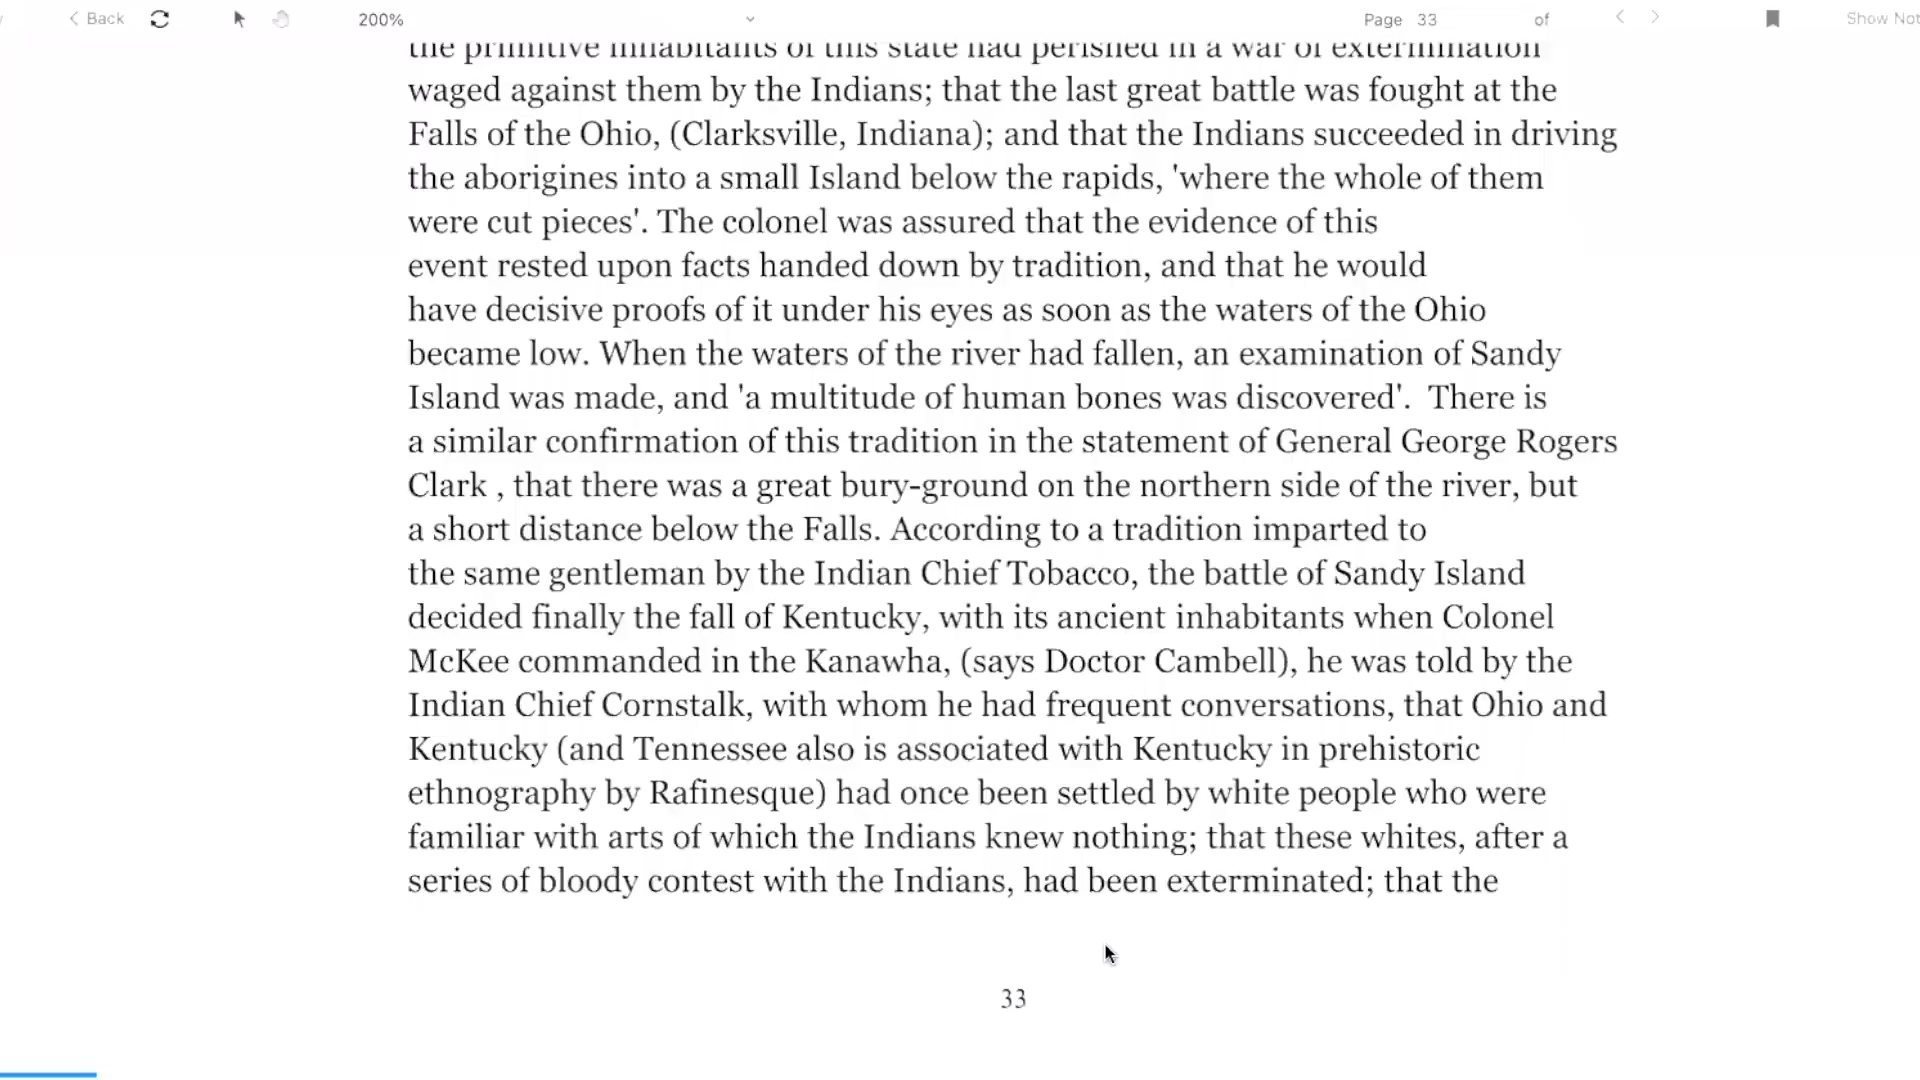 Back
200%
Page 33 of
Show Not
the primitive inhabitants of this state had perished in a war of extermination
waged against them by the Indians; that the last great battle was fought at the
Falls of the Ohio, (Clarksville, Indiana); and that the Indians succeeded in driving
the aborigines into a small Island below the rapids, 'where the whole of them
were cut pieces'. The colonel was assured that the evidence of this
event rested upon facts handed down by tradition, and that he would
have decisive proofs of it under his eyes as soon as the waters of the Ohio
became low. When the waters of the river had fallen, an examination of Sandy
Island was made, and 'a multitude of human bones was discovered'.  There is
a similar confirmation of this tradition in the statement of General George Rogers
Clark , that there was a great bury-ground on the northern side of the river, but
a short distance below the Falls. According to a tradition imparted to
the same gentleman by the Indian Chief Tobacco, the battle of Sandy Island
decided finally the fall of Kentucky, with its ancient inhabitants when Colonel
McKee commanded in the Kanawha, (says Doctor Cambell), he was told by the
Indian Chief Cornstalk, with whom he had frequent conversations, that Ohio and
Kentucky (and Tennessee also is associated with Kentucky in prehistoric
ethnography by Rafinesque) had once been settled by white people who were
familiar with arts of which the Indians knew nothing; that these whites, after a
series of bloody contest with the Indians, had been exterminated; that the
33